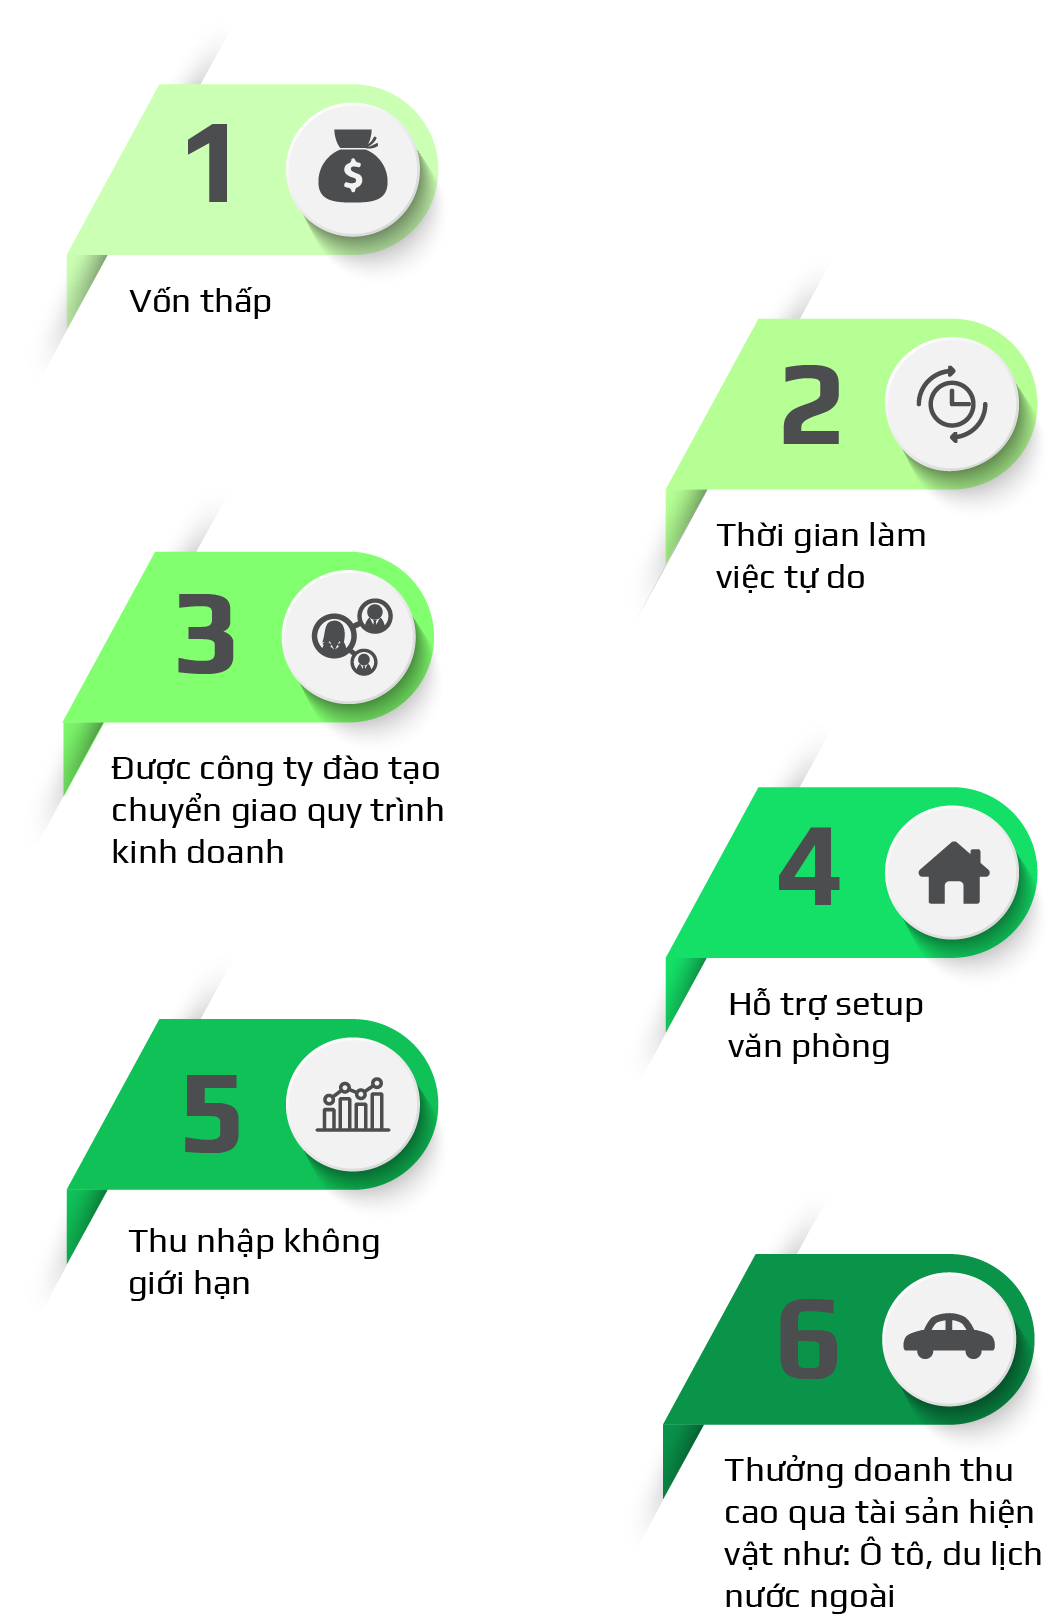 1
$
Vốn thấp
2
Thời gian làm
việc tự do
3
Được công ty đào tạo
chuyển giao quy trình
kinh doanh
4
Hỗ trợ setup
văn phòng
5
Thu nhập không
giới hạn
6
Thưởng doanh thu
cao qua tài sản hiện
vật như: Ô tô, du lịch
nước ngoài